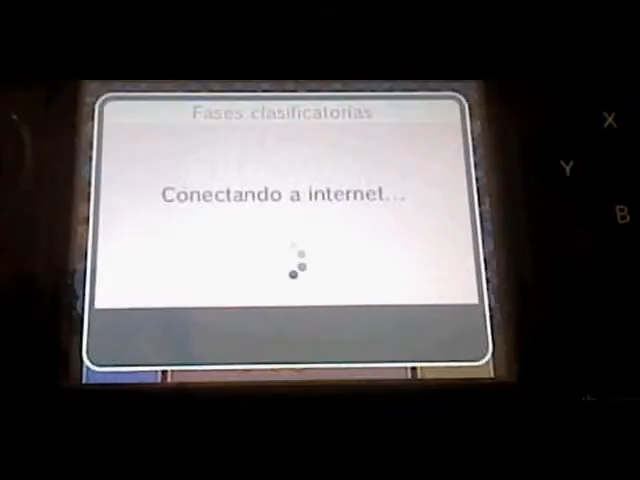 Fases clasificatorias
Conectando a internet...
X
Y
B